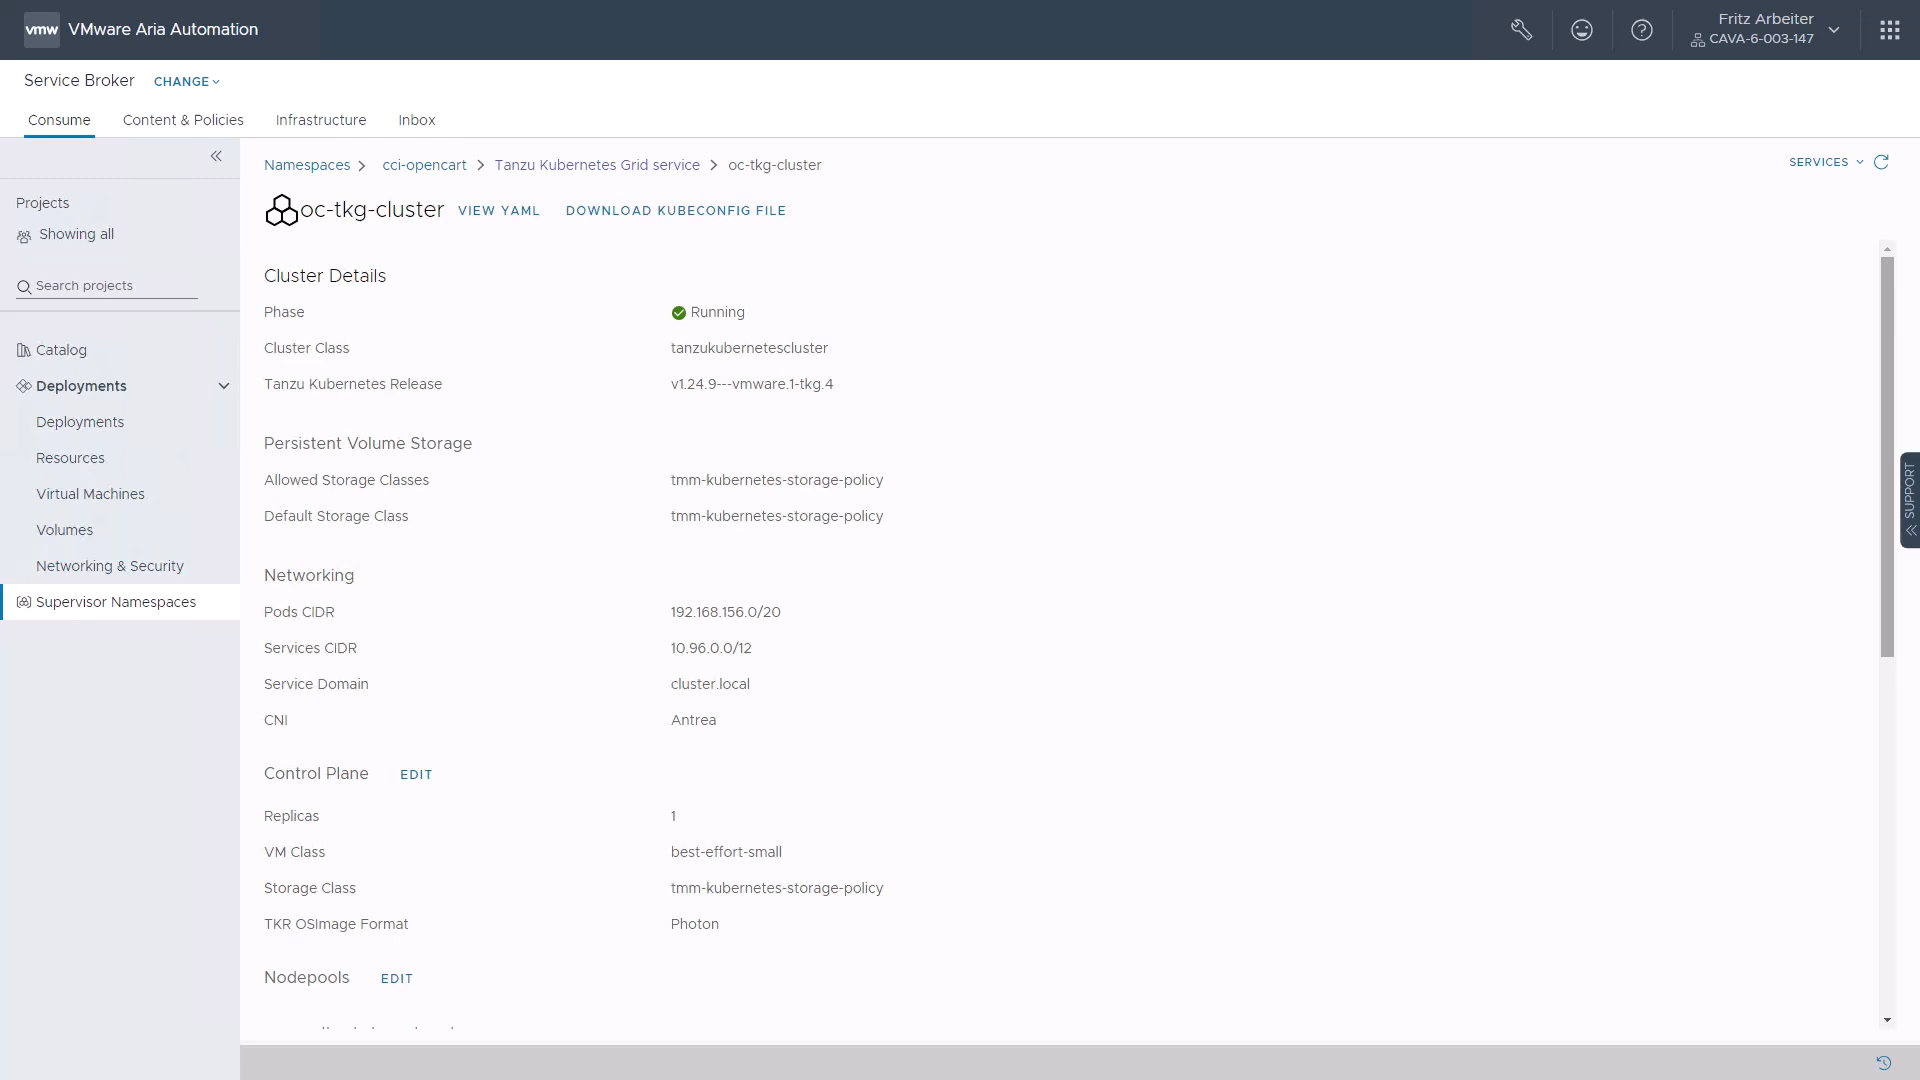 vmw VMware Aria Automation
Fritz Arbeiter
CAVA-6-003-147
Service Broker CHANGE
Consume Content & Policies Infrastructure Inbox
Projects
Showing all
Search projects
Catalog
Deployments
Deployments
Resources
Virtual Machines
Volumes
Networking & Security
Supervisor Namespaces
Namespaces > cci-opencart > Tanzu Kubernetes Grid service > oc-tkg-cluster
SERVICES
oc-tkg-cluster VIEW YAML DOWNLOAD KUBECONFIG FILE
Cluster Details
Phase Running
Cluster Class tanzukubernetescluster
Tanzu Kubernetes Release v1.24.9---vmware.1-tkg.4
Persistent Volume Storage
Allowed Storage Classes tmm-kubernetes-storage-policy
Default Storage Class tmm-kubernetes-storage-policy
Networking
Pods CIDR 192.168.156.0/20
Services CIDR 10.96.0.0/12
Service Domain cluster.local
CNI Antrea
Control Plane EDIT
Replicas 1
VM Class best-effort-small
Storage Class tmm-kubernetes-storage-policy
TKR OSImage Format Photon
Nodepools EDIT
SUPPORT